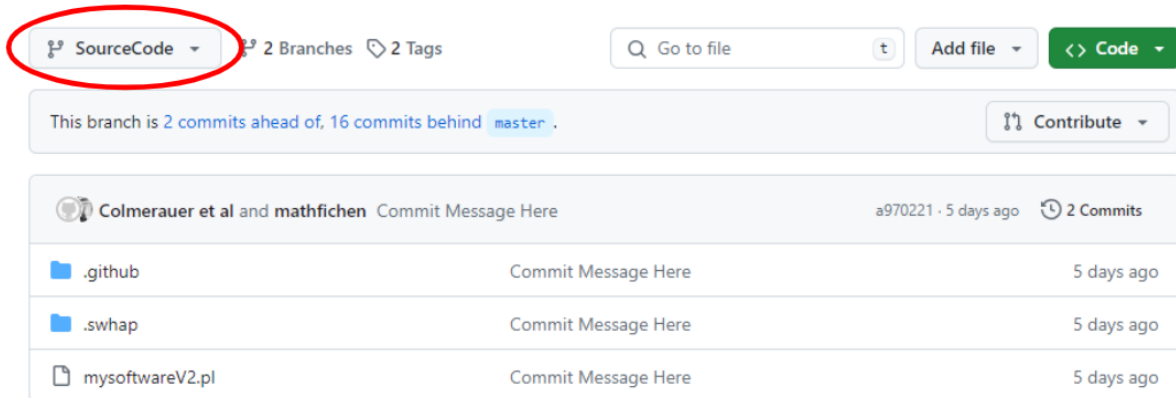 SourceCode 2 Branches 2 Tags Go to file t Add file <> Code
This branch is 2 commits ahead of, 16 commits behind master .
Contribute
Colmerauer et al and mathfichen Commit Message Here a970221 · 5 days ago 2 Commits
.github Commit Message Here 5 days ago
.swhap Commit Message Here 5 days ago
mysoftwareV2.pl Commit Message Here 5 days ago